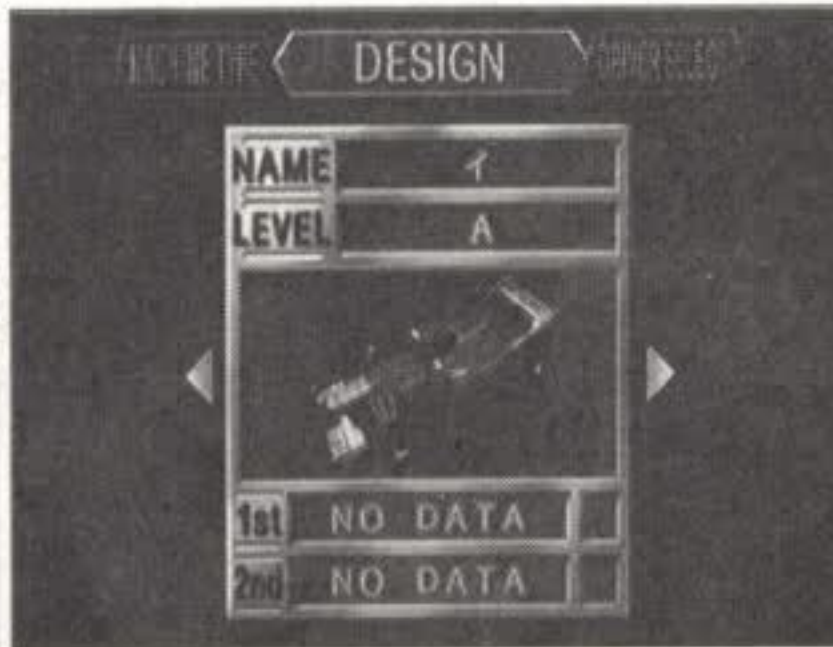 DESIGN
NAME イ
LEVEL A
1st NO DATA
2nd NO DATA